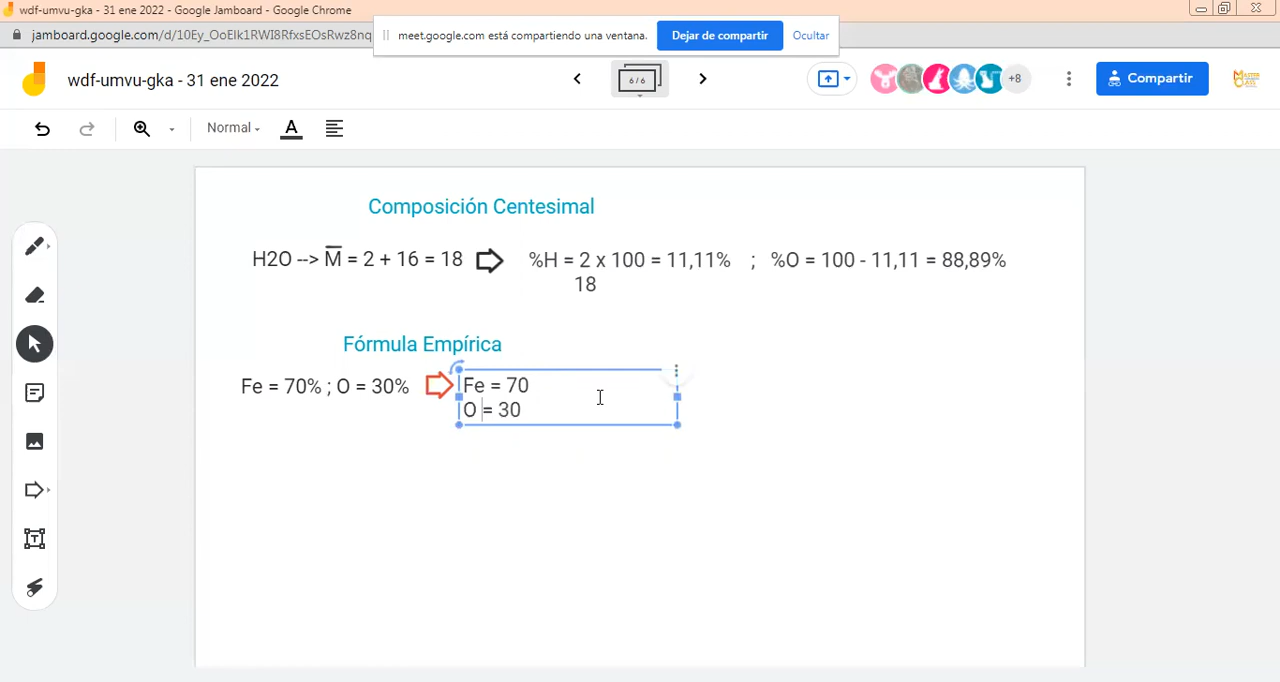 wdf-umvu-gka - 31 ene 2022 - Google Jamboard - Google Chrome
jamboard.google.com/d/10Ey_OoEIk1RWI8RfxsEOsRwz8nq
meet.google.com está compartiendo una ventana.
Dejar de compartir
Ocultar
wdf-umvu-gka - 31 ene 2022
6/6
+8
Compartir
MASTER CLASS
Normal
A
Composición Centesimal
H2O --> M̅ = 2 + 16 = 18
%H = 2 x 100 = 11,11% ; %O = 100 - 11,11 = 88,89%
18
Fórmula Empírica
Fe = 70% ; O = 30%
Fe = 70
O = 30